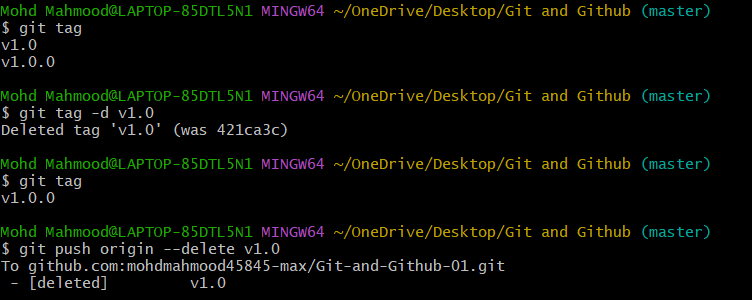 Mohd Mahmood@LAPTOP-85DTL5N1 MINGW64 ~/OneDrive/Desktop/Git and Github (master)
$ git tag
v1.0
v1.0.0
Mohd Mahmood@LAPTOP-85DTL5N1 MINGW64 ~/OneDrive/Desktop/Git and Github (master)
$ git tag -d v1.0
Deleted tag 'v1.0' (was 421ca3c)
Mohd Mahmood@LAPTOP-85DTL5N1 MINGW64 ~/OneDrive/Desktop/Git and Github (master)
$ git tag
v1.0.0
Mohd Mahmood@LAPTOP-85DTL5N1 MINGW64 ~/OneDrive/Desktop/Git and Github (master)
$ git push origin --delete v1.0
To github.com:mohdmahmood45845-max/Git-and-Github-01.git
 - [deleted]         v1.0